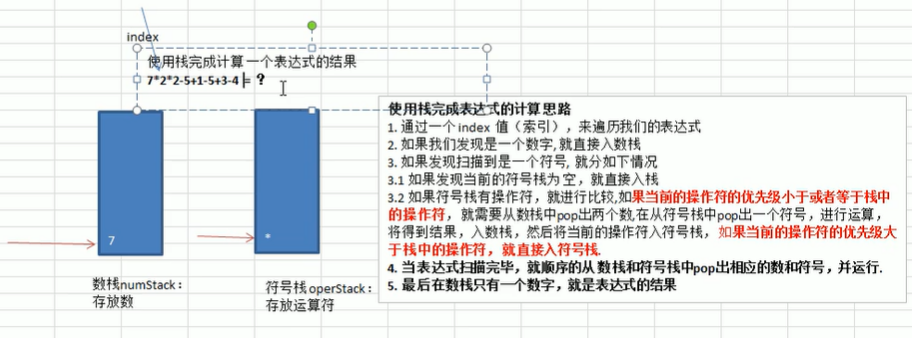 index
使用栈完成计算一个表达式的结果
7*2*2-5+1-5+3-4 = ？
使用栈完成表达式的计算思路
1. 通过一个 index 值（索引），来遍历我们的表达式
2. 如果我们发现是一个数字, 就直接入数栈
3. 如果发现扫描到是一个符号, 就分如下情况
3.1 如果发现当前的符号栈为 空，就直接入栈
3.2 如果符号栈有操作符，就进行比较,如果当前的操作符的优先级小于或者等于栈中
的操作符，就需要从数栈中pop出两个数,在从符号栈中pop出一个符号，进行运算，
将得到结果，入数栈，然后将当前的操作符入符号栈，如果当前的操作符的优先级大
于栈中的操作符，就直接入符号栈.
4. 当表达式扫描完毕，就顺序的从 数栈和符号栈中pop出相应的数和符号，并运行.
5. 最后在数栈只有一个数字，就是表达式的结果
7
*
数栈numStack：
存放数
符号栈 operStack：
存放运算符